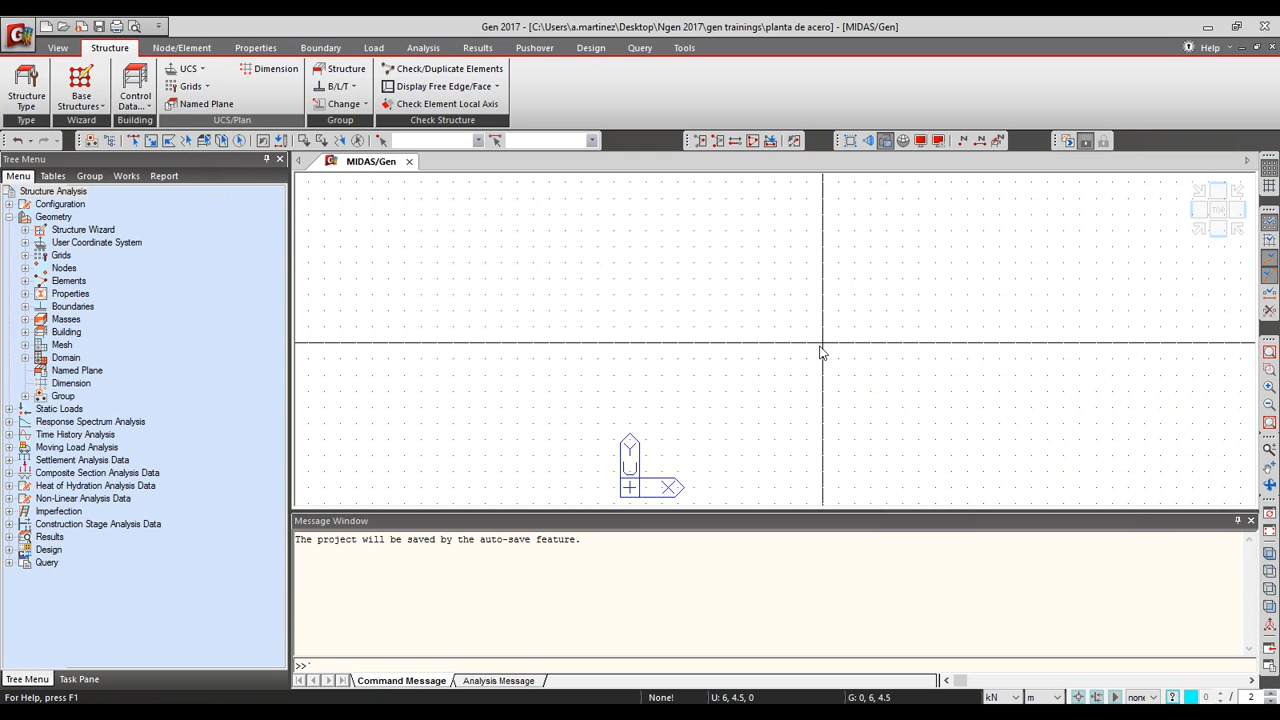 Gen 2017 - [C:\Users\a.martinez\Desktop\Ngen 2017\gen trainings\planta de acero] - [MIDAS/Gen]
View Structure Node/Element Properties Boundary Load Analysis Results Pushover Design Query Tools Help
Structure Type
Type
Base Structures
Wizard
Control Data...
Building
UCS
Grids
Named Plane
Dimension
UCS/Plan
Structure
B/L/T
Change
Group
Check/Duplicate Elements
Display Free Edge/Face
Check Element Local Axis
Check Structure
Tree Menu
MIDAS/Gen
Menu Tables Group Works Report
Structure Analysis
Configuration
Geometry
Structure Wizard
User Coordinate System
Grids
Nodes
Elements
Properties
Boundaries
Masses
Building
Mesh
Domain
Named Plane
Dimension
Group
Static Loads
Response Spectrum Analysis
Time History Analysis
Moving Load Analysis
Settlement Analysis Data
Composite Section Analysis Data
Heat of Hydration Analysis Data
Non-Linear Analysis Data
Imperfection
Construction Stage Analysis Data
Results
Design
Query
TOP
Y
U
X
Message Window
The project will be saved by the auto-save feature.
>>`
Tree Menu Task Pane
Command Message Analysis Message
For Help, press F1
None! U: 6, 4.5, 0 G: 0, 6, 4.5 kN m none 0 / 2